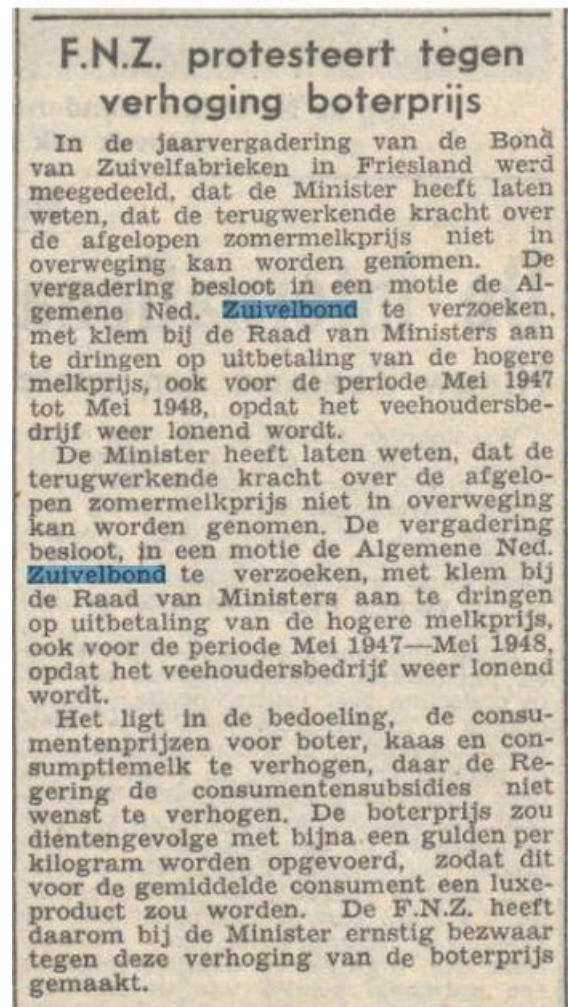 F.N.Z. protesteert tegen
verhoging boterprijs
In de jaarvergadering van de Bond
van Zuivelfabrieken in Friesland werd
meegedeeld, dat de Minister heeft laten
weten, dat de terugwerkende kracht over
de afgelopen zomermelkprijs niet in
overweging kan worden genomen. De
vergadering besloot in een motie de Al-
gemene Ned. Zuivelbond te verzoeken,
met klem bij de Raad van Ministers aan
te dringen op uitbetaling van de hogere
melkprijs, ook voor de periode Mei 1947
tot Mei 1948, opdat het veehoudersbe-
drijf weer lonend wordt.
De Minister heeft laten weten, dat de
terugwerkende kracht over de afgelo-
pen zomermelkprijs niet in overweging
kan worden genomen. De vergadering
besloot, in een motie de Algemene Ned.
Zuivelbond te verzoeken, met klem bij
de Raad van Ministers aan te dringen
op uitbetaling van de hogere melkprijs,
ook voor de periode Mei 1947—Mei 1948,
opdat het veehoudersbedrijf weer lonend
wordt.
Het ligt in de bedoeling, de consu-
mentenprijzen voor boter, kaas en con-
sumptiemelk te verhogen, daar de Re-
gering de consumentensubsidies niet
wenst te verhogen. De boterprijs zou
dientengevolge met bijna een gulden per
kilogram worden opgevoerd, zodat dit
voor de gemiddelde consument een luxe-
product zou worden. De F.N.Z. heeft
daarom bij de Minister ernstig bezwaar
tegen deze verhoging van de boterprijs
gemaakt.